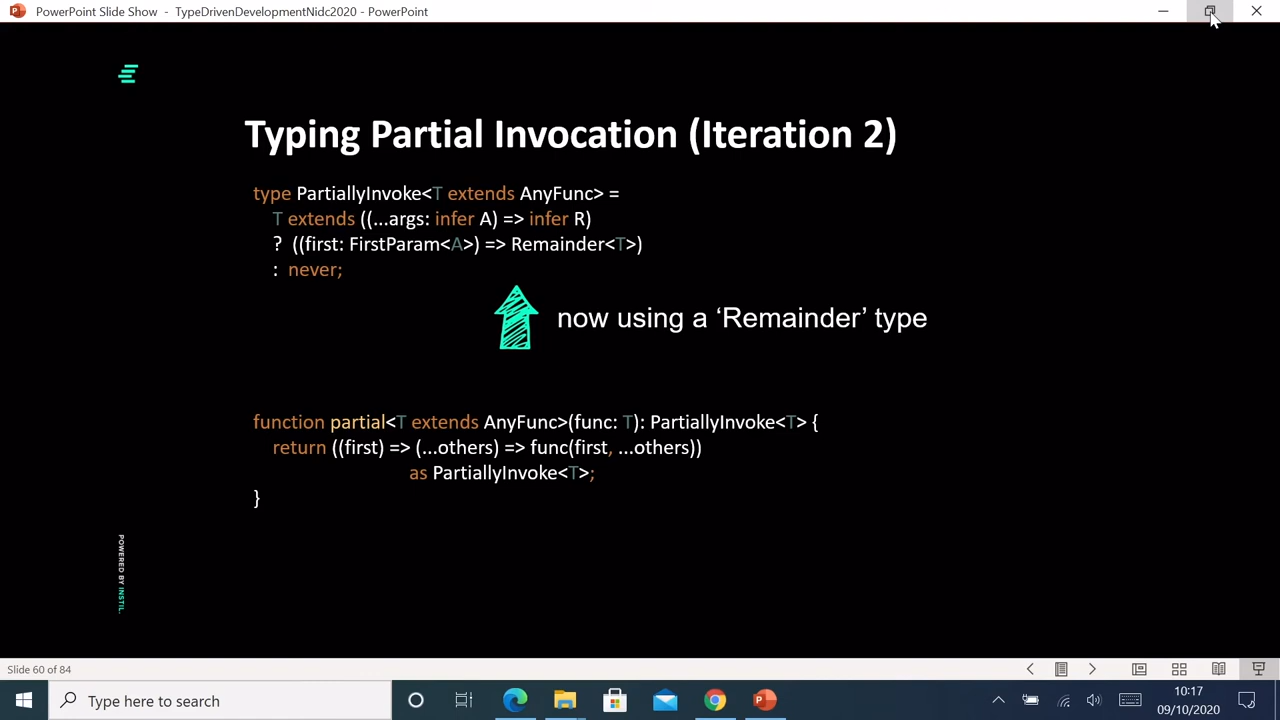 PowerPoint Slide Show - TypeDrivenDevelopmentNidc2020 - PowerPoint
Typing Partial Invocation (Iteration 2)
type PartiallyInvoke<T extends AnyFunc> =
T extends ((...args: infer A) => infer R)
? ((first: FirstParam<A>) => Remainder<T>)
: never;
now using a ‘Remainder’ type
function partial<T extends AnyFunc>(func: T): PartiallyInvoke<T> {
return ((first) => (...others) => func(first, ...others))
as PartiallyInvoke<T>;
}
POWERED BY INSTIL.
Slide 60 of 84
Type here to search
10:17
09/10/2020